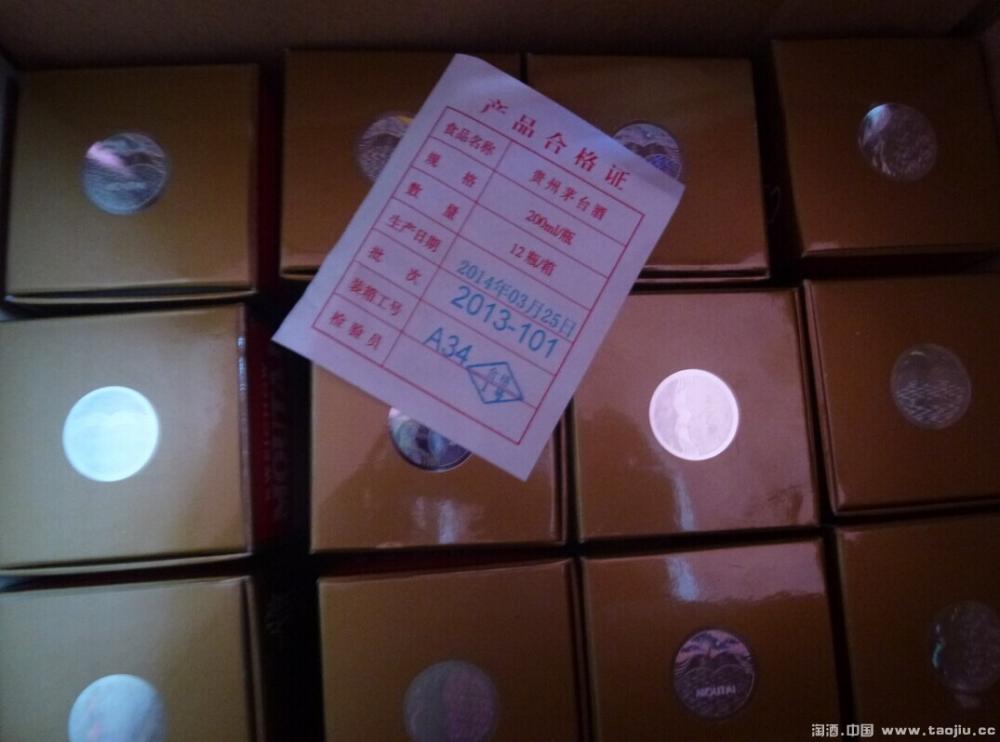 产品合格证
食品名称 贵州茅台酒
规格 200ml/瓶
数量 12瓶/箱
生产日期 2014年03月25日
批次 2013-101
装箱工号 A34
检验员
MOUTAI
MOUTAI
MOUTAI
淘酒.中国 www.taojiu.cc